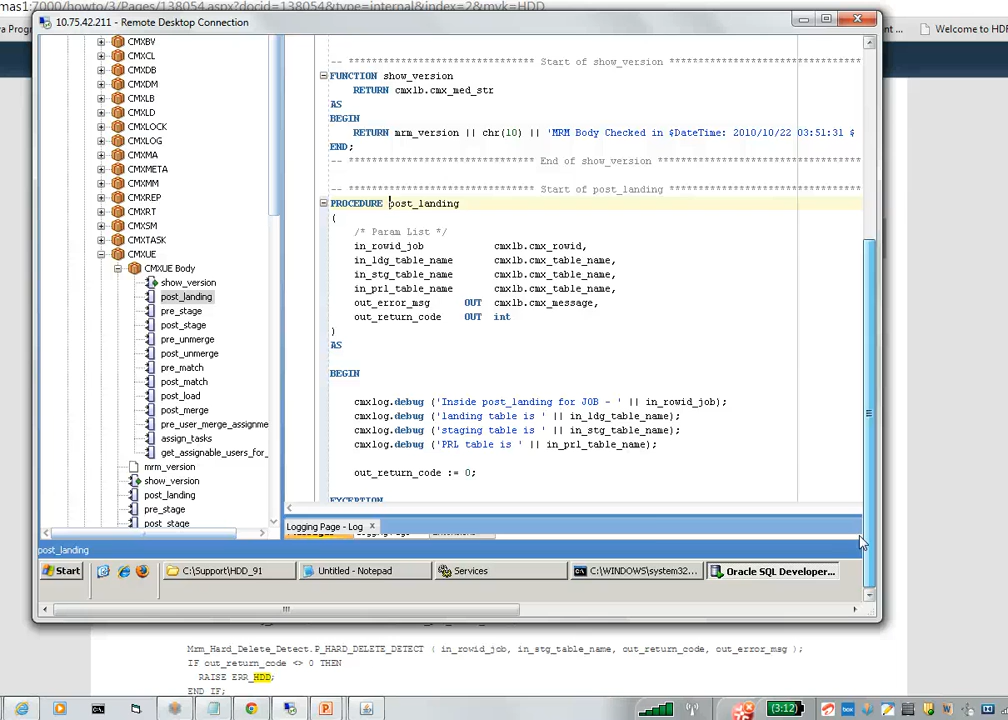 mas1:7000/howto/3/Pages/138054.aspx?docid=138054&type=internal&index=2&mvk=HDD
va Progra
Welcome to HDF
10.75.42.211 - Remote Desktop Connection
CMXBV
CMXCL
CMXDB
CMXDM
CMXLB
CMXLD
CMXLOCK
CMXLOG
CMXMA
CMXMETA
CMXMM
CMXREP
CMXRT
CMXSM
CMXTASK
CMXUE
CMXUE Body
show_version
post_landing
pre_stage
post_stage
pre_unmerge
post_unmerge
pre_match
post_match
post_load
post_merge
pre_user_merge_assignme
assign_tasks
get_assignable_users_for_
mrm_version
show_version
post_landing
pre_stage
post_stage
-- ****************************** Start of show_version ******************************
FUNCTION show_version
RETURN cmxlb.cmx_med_str
AS
BEGIN
RETURN mrm_version || chr(10) || 'MRM Body Checked in $DateTime: 2010/10/22 03:51:31 $
END;
-- ****************************** End of show_version ******************************
-- ****************************** Start of post_landing ******************************
PROCEDURE post_landing
(
/* Param List */
in_rowid_job cmxlb.cmx_rowid,
in_ldg_table_name cmxlb.cmx_table_name,
in_stg_table_name cmxlb.cmx_table_name,
in_prl_table_name cmxlb.cmx_table_name,
out_error_msg OUT cmxlb.cmx_message,
out_return_code OUT int
)
AS
BEGIN
cmxlog.debug ('Inside post_landing for JOB - ' || in_rowid_job);
cmxlog.debug ('landing table is ' || in_ldg_table_name);
cmxlog.debug ('staging table is ' || in_stg_table_name);
cmxlog.debug ('PRL table is ' || in_prl_table_name);
out_return_code := 0;
EXCEPTION
Logging Page - Log
post_landing
Start
C:\Support\HDD_91
Untitled - Notepad
Services
C:\WINDOWS\system32...
Oracle SQL Developer...
Mrm_Hard_Delete_Detect.P_HARD_DELETE_DETECT ( in_rowid_job, in_stg_table_name, out_return_code, out_error_msg );
IF out_return_code <> 0 THEN
RAISE ERR_HDD;
END IF;
(3:12)